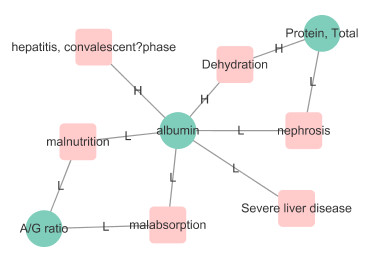 Protein, Total
hepatitis, convalescent?phase
H
Dehydration
L
H
H
albumin
L
nephrosis
malnutrition
L
L
L
L
Severe liver disease
A/G ratio
L
malabsorption